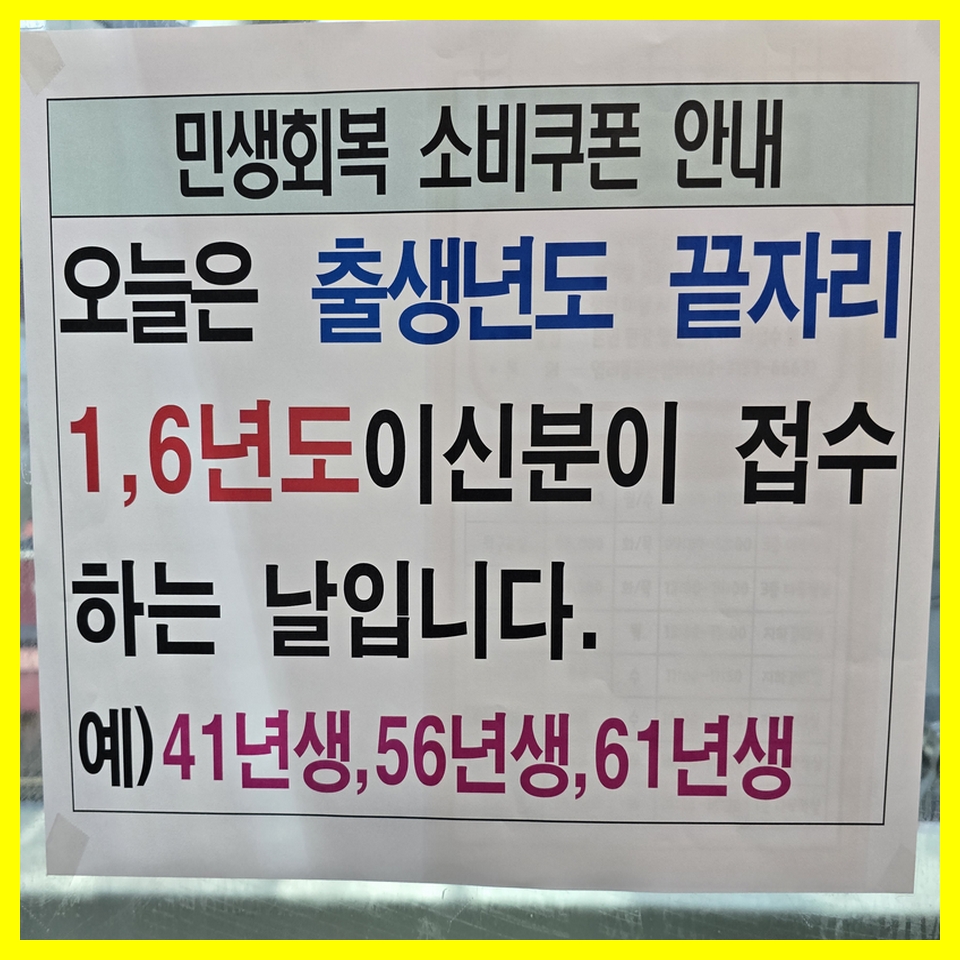 민생회복 소비쿠폰 안내
오늘은 출생년도 끝자리
1,6년도이신분이 접수
하는 날입니다.
예)41년생,56년생,61년생